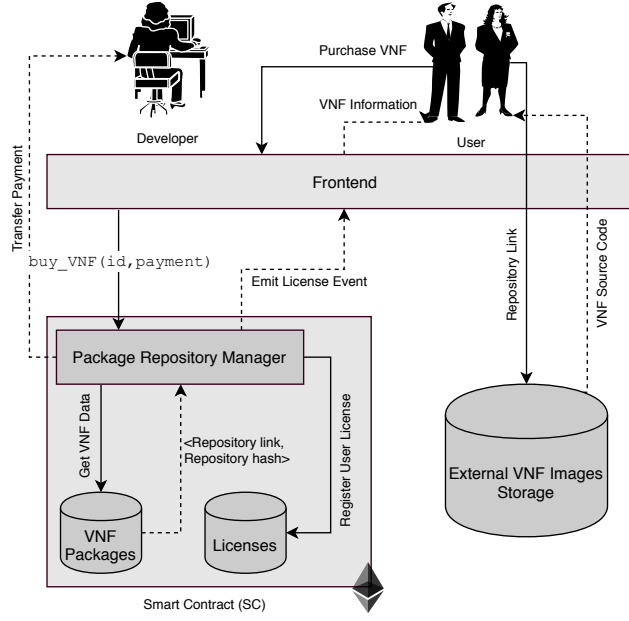 Purchase VNF
VNF Information
Developer
User
Frontend
Transfer Payment
buy_VNF(id,payment)
Emit License Event
Repository Link
VNF Source Code
Package Repository Manager
Get VNF Data
<Repository link,
Repository hash>
Register User License
External VNF Images
Storage
VNF
Packages
Licenses
Smart Contract (SC)